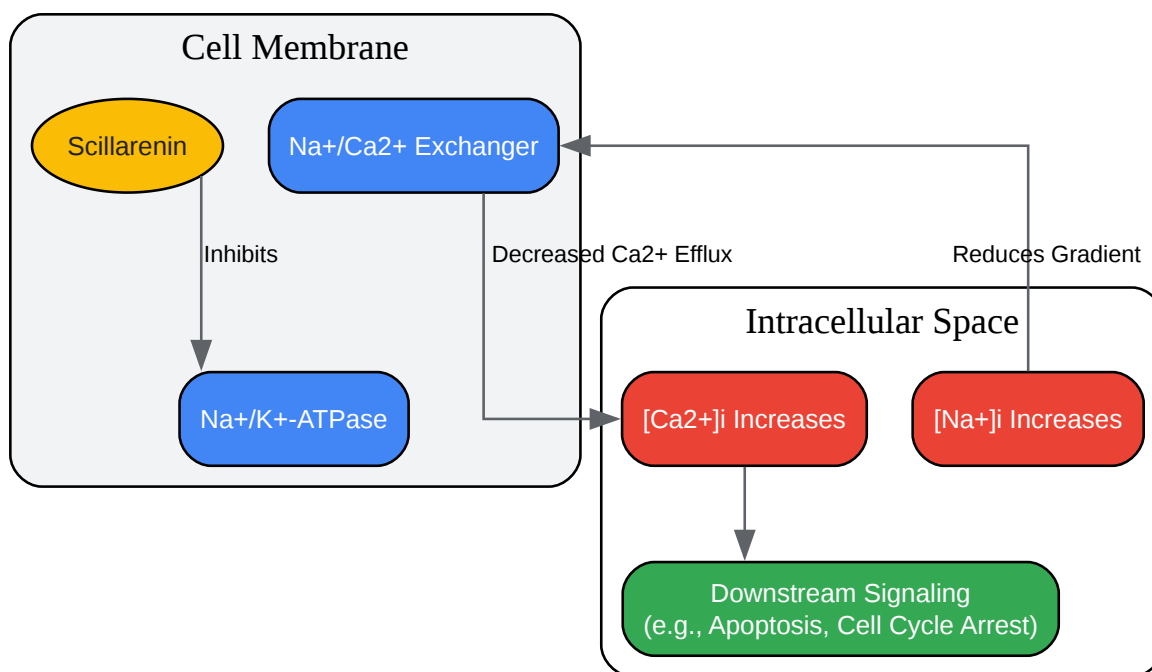 Cell Membrane
Scillarenin
Na+/Ca2+ Exchanger
Inhibits
Decreased Ca2+ Efflux
Reduces Gradient
Intracellular Space
Na+/K+-ATPase
[Ca2+]i Increases
[Na+]i Increases
Downstream Signaling
(e.g., Apoptosis, Cell Cycle Arrest)